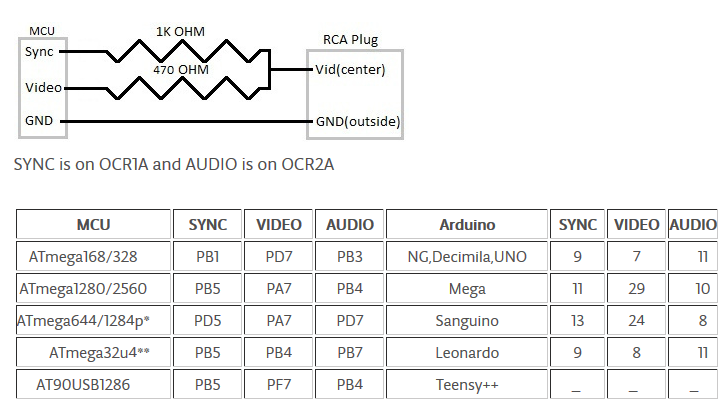 MCU
1K OHM
RCA Plug
Sync
470 OHM
Vid(center)
Video
GND
GND(outside)
SYNC is on OCR1A and AUDIO is on OCR2A
MCU SYNC VIDEO AUDIO Arduino SYNC VIDEO AUDIO
ATmega168/328 PB1 PD7 PB3 NG,Decimila,UNO 9 7 11
ATmega1280/2560 PB5 PA7 PB4 Mega 11 29 10
ATmega644/1284p* PD5 PA7 PD7 Sanguino 13 24 8
ATmega32u4** PB5 PB4 PB7 Leonardo 9 8 11
AT90USB1286 PB5 PF7 PB4 Teensy++ _ _ _